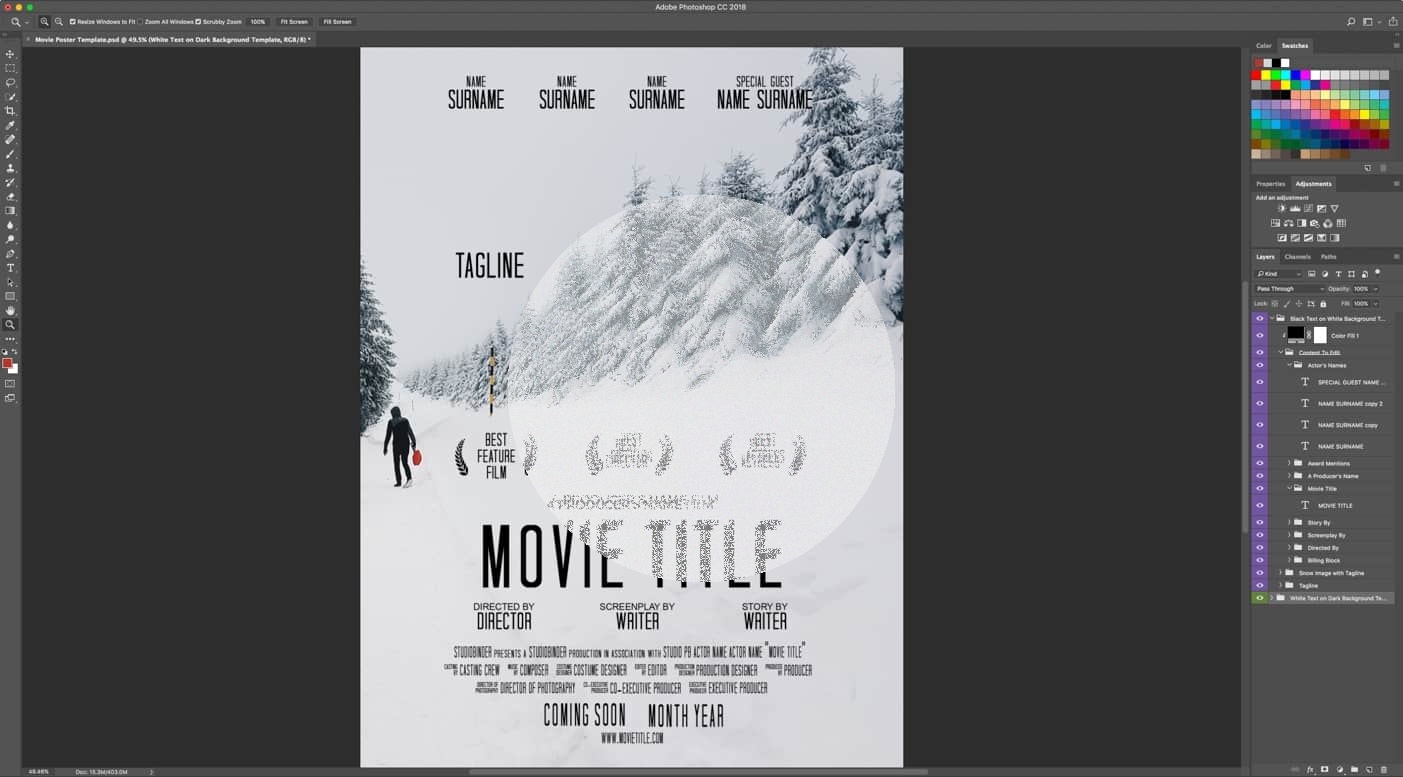 Adobe Photoshop CC 2018
Resize Windows to Fit Zoom All Windows Scrubby Zoom 100% Fit Screen Fill Screen
Movie Poster Template.psd @ 49.5% (White Text on Dark Background Template, RGB/8) *
NAME NAME NAME SPECIAL GUEST
SURNAME SURNAME SURNAME NAME SURNAME
TAGLINE
BEST
FEATURE
FILM
MOVIE TITLE
DIRECTED BY SCREENPLAY BY STORY BY
DIRECTOR WRITER WRITER
STUDIOBINDER PRESENTS A STUDIOBINDER PRODUCTION IN ASSOCIATION WITH STUDIO PB ACTOR NAME ACTOR NAME "MOVIE TITLE"
CASTING BY CASTING CREW MUSIC BY COMPOSER COSTUME DESIGNER COSTUME DESIGNER EDITED BY EDITOR PRODUCTION DESIGNER PRODUCTION DESIGNER PRODUCED BY PRODUCER
DIRECTOR OF PHOTOGRAPHY DIRECTOR OF PHOTOGRAPHY CO-EXECUTIVE PRODUCER CO-EXECUTIVE PRODUCER EXECUTIVE PRODUCER EXECUTIVE PRODUCER
COMING SOON MONTH YEAR
WWW.MOVIETITLE.COM
Color Swatches
Properties Adjustments
Add an adjustment
Layers Channels Paths
Kind
Pass Through Opacity: 100%
Lock: Fill: 100%
Black Text on White Background T...
Color Fill 1
Content To Edit
Actor's Names
SPECIAL GUEST NAME ...
NAME SURNAME copy 2
NAME SURNAME copy
NAME SURNAME
Award Mentions
A Producer's Name
Movie Title
MOVIE TITLE
Story By
Screenplay By
Directed By
Billing Block
Snow Image with Tagline
Tagline
White Text on Dark Background Te...
49.46% Doc: 15.3M/403.0M